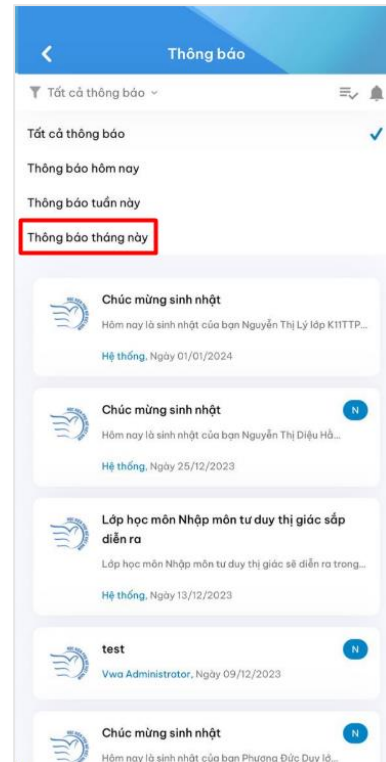 Thông báo
Tất cả thông báo
Tất cả thông báo
Thông báo hôm nay
Thông báo tuần này
Thông báo tháng này
Chúc mừng sinh nhật
Hôm nay là sinh nhật của bạn Nguyễn Thị Lý lớp K11TTP...
Hệ thống, Ngày 01/01/2024
Chúc mừng sinh nhật
N
Hôm nay là sinh nhật của bạn Nguyễn Thị Diệu Hằ...
Hệ thống, Ngày 25/12/2023
Lớp học môn Nhập môn tư duy thị giác sắp
diễn ra
Lớp học môn Nhập môn tư duy thị giác sẽ diễn ra trong...
Hệ thống, Ngày 13/12/2023
test
N
Vwa Administrator, Ngày 09/12/2023
Chúc mừng sinh nhật
N
Hôm nay là sinh nhật của bạn Phương Đức Duy lớ...